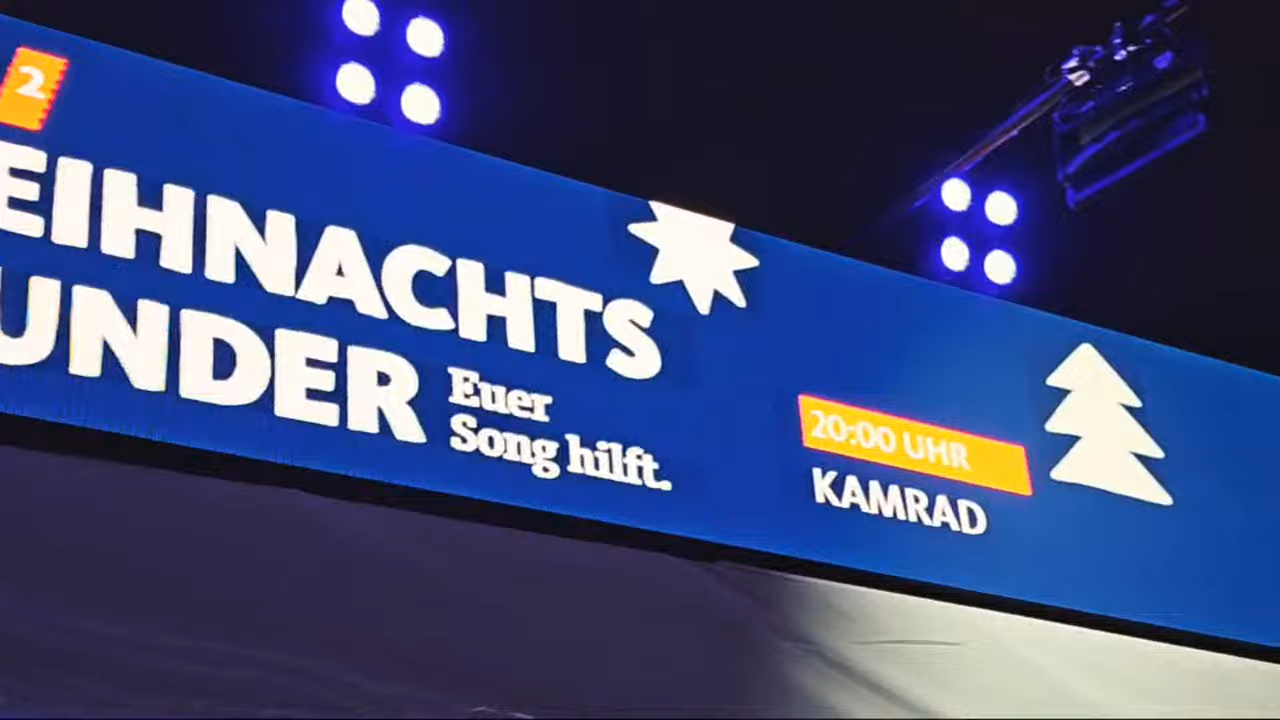 2
EIHNACHTS
UNDER
Euer
Song hilft.
20:00 UHR
KAMRAD